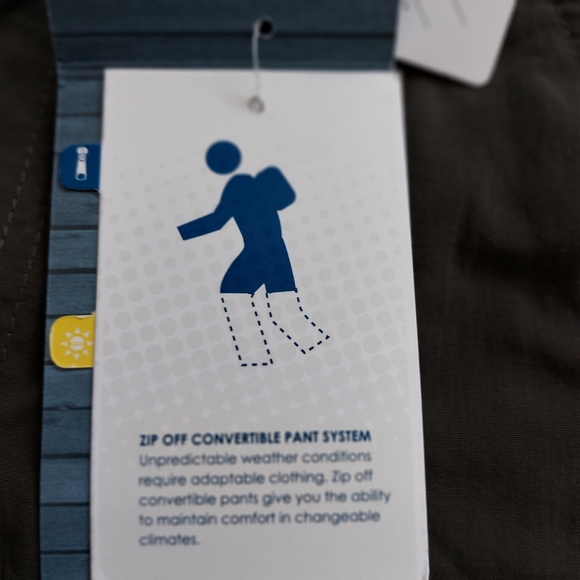 ZIP OFF CONVERTIBLE PANT SYSTEM
Unpredictable weather conditions
require adaptable clothing. Zip off
convertible pants give you the ability
to maintain comfort in changeable
climates.